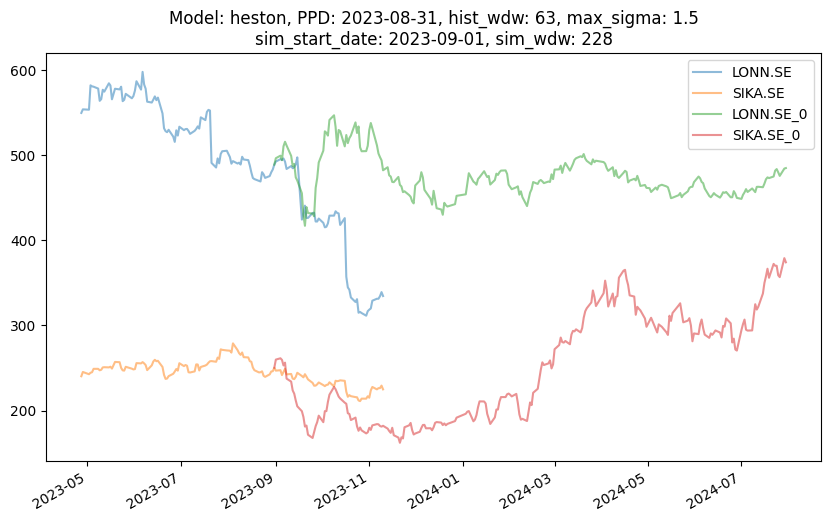 Model: heston, PPD: 2023-08-31, hist_wdw: 63, max_sigma: 1.5
sim_start_date: 2023-09-01, sim_wdw: 228
LONN.SE
SIKA.SE
LONN.SE_0
SIKA.SE_0
600
500
400
300
200
2023-05
2023-07
2023-09
2023-11
2024-01
2024-03
2024-05
2024-07